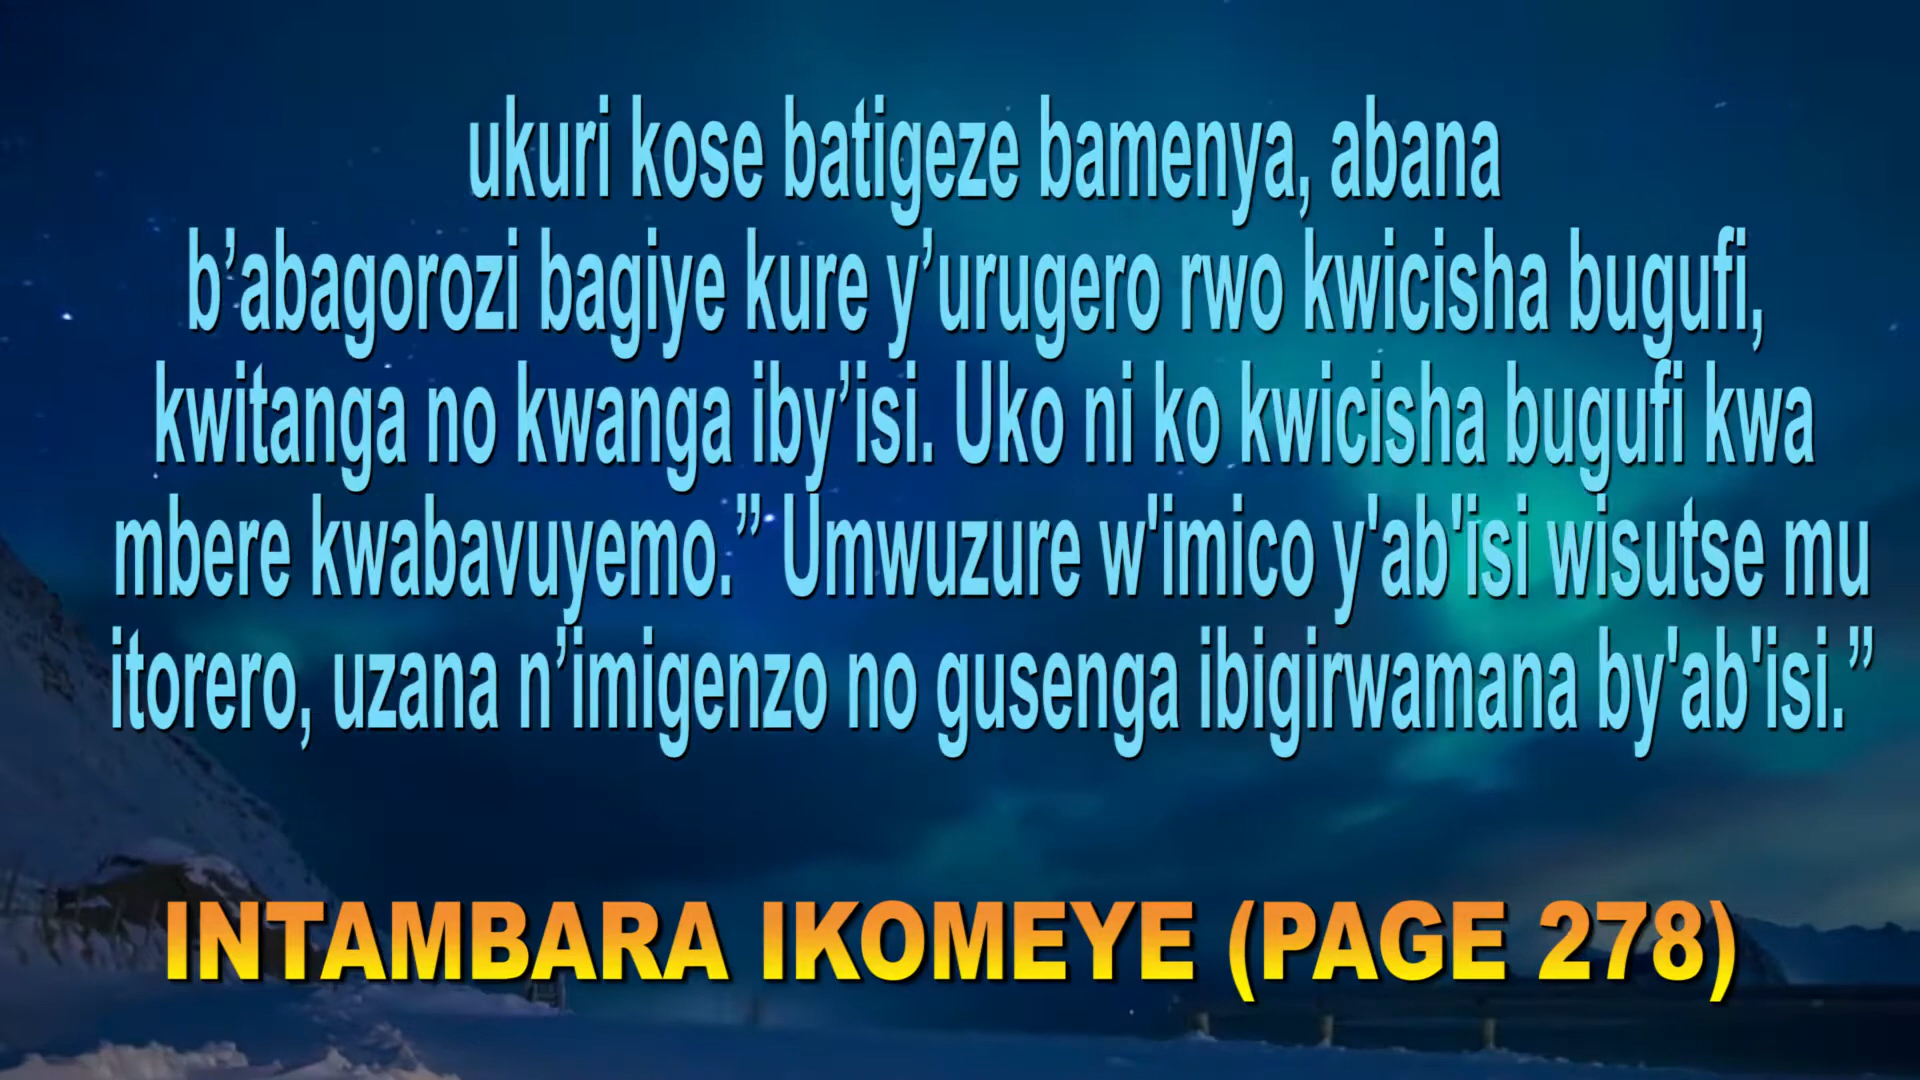 ukuri kose batigeze bamenya, abana
b’abagorozi bagiye kure y’urugero rwo kwicisha bugufi,
kwitanga no kwanga iby’isi. Uko ni ko kwicisha bugufi kwa
mbere kwabavuyemo.” Umwuzure w'imico y'ab'isi wisutse mu
itorero, uzana n’imigenzo no gusenga ibigirwamana by'ab'isi.”
INTAMBARA IKOMEYE (PAGE 278)